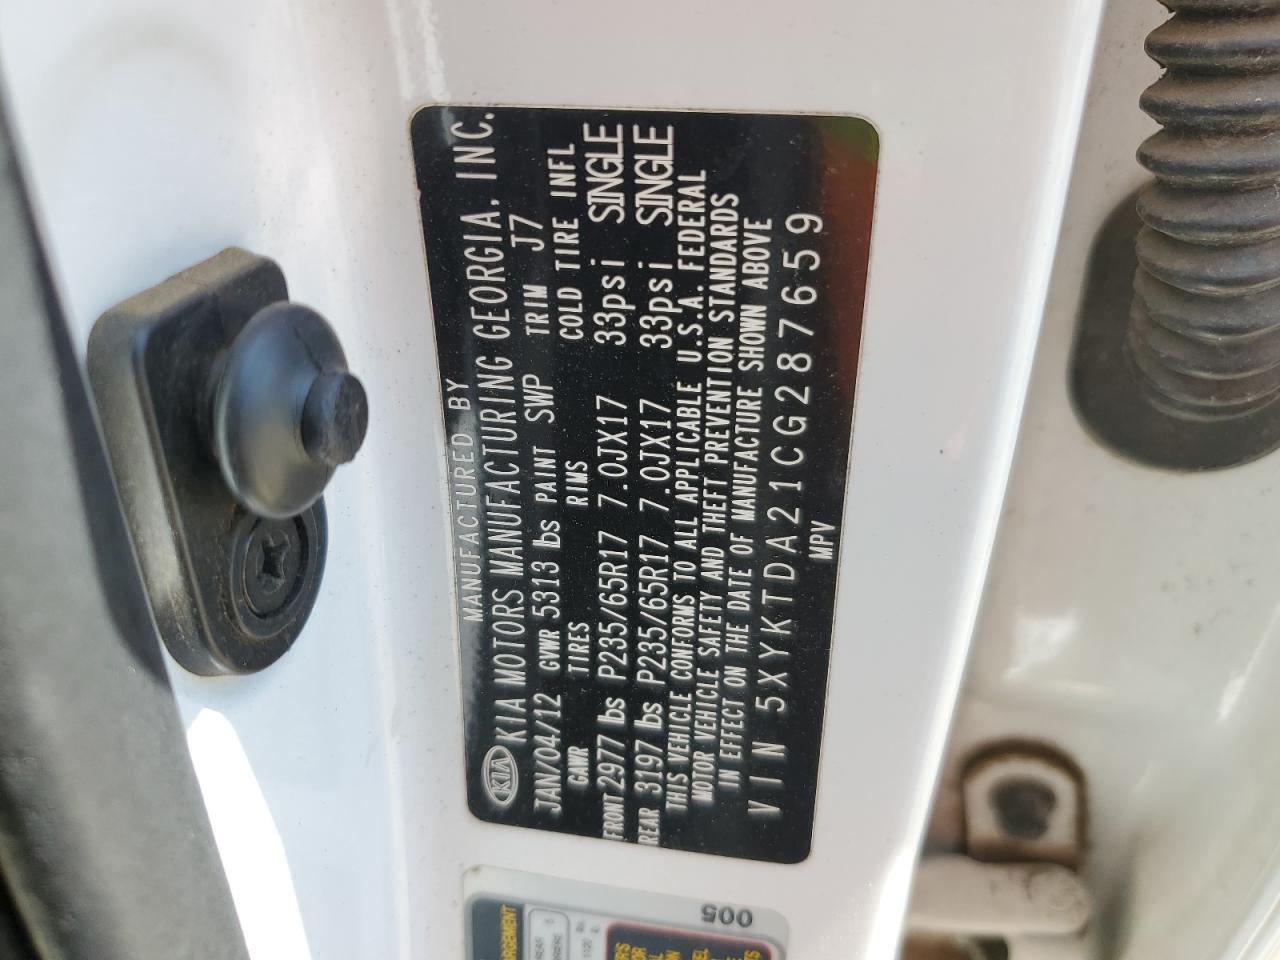 MANUFACTURED BY
KIA KIA MOTORS MANUFACTURING GEORGIA, INC.
JAN/04/12 GVWR 5313 lbs PAINT SWP TRIM J7
GAWR TIRES RIMS COLD TIRE INFL
FRONT 2977 lbs P235/65R17 7.0JX17 33psi SINGLE
REAR 3197 lbs P235/65R17 7.0JX17 33psi SINGLE
THIS VEHICLE CONFORMS TO ALL APPLICABLE U.S.A. FEDERAL
MOTOR VEHICLE SAFETY AND THEFT PREVENTION STANDARDS
IN EFFECT ON THE DATE OF MANUFACTURE SHOWN ABOVE
VIN 5XYKTDA21CG287659
MPV
005
REAR